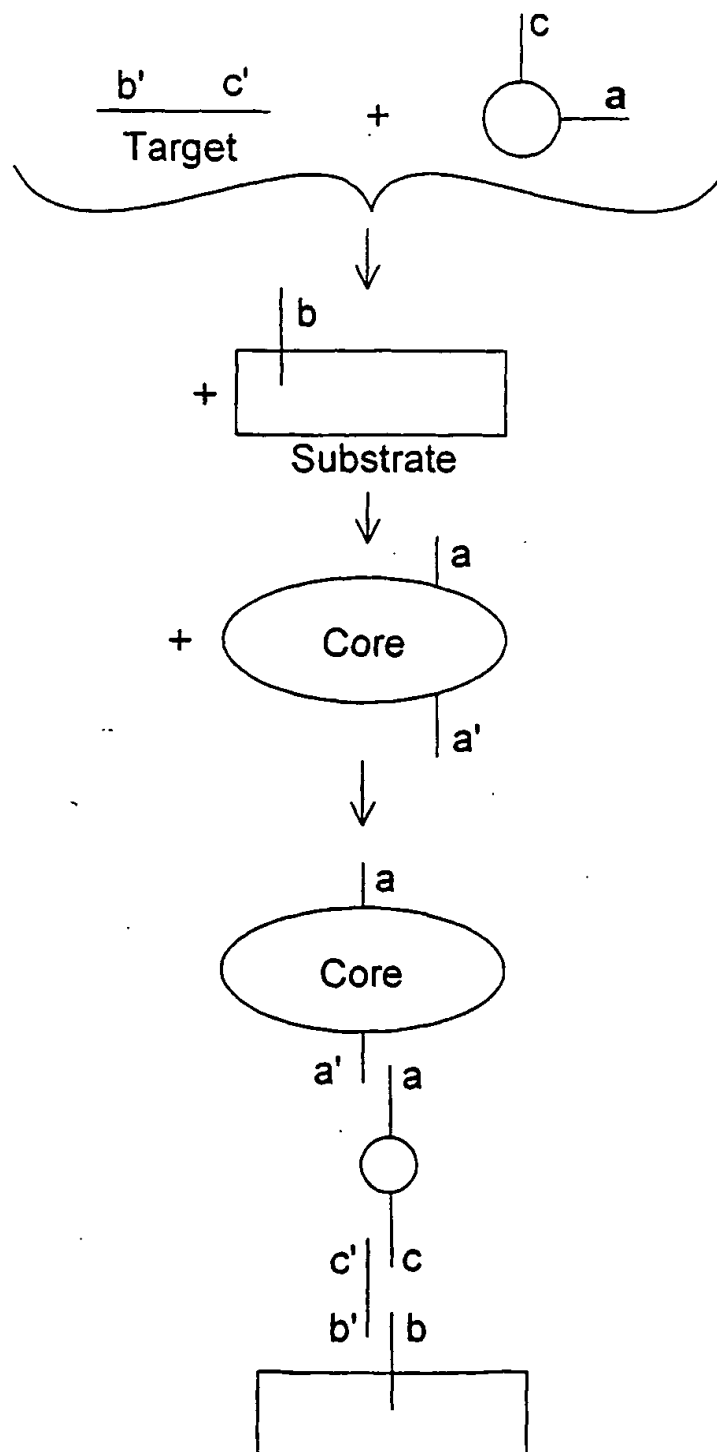 c
b' c' + a
Target
b
+
Substrate
a
+ Core
a'
a
Core
a' a
c' c
b' b